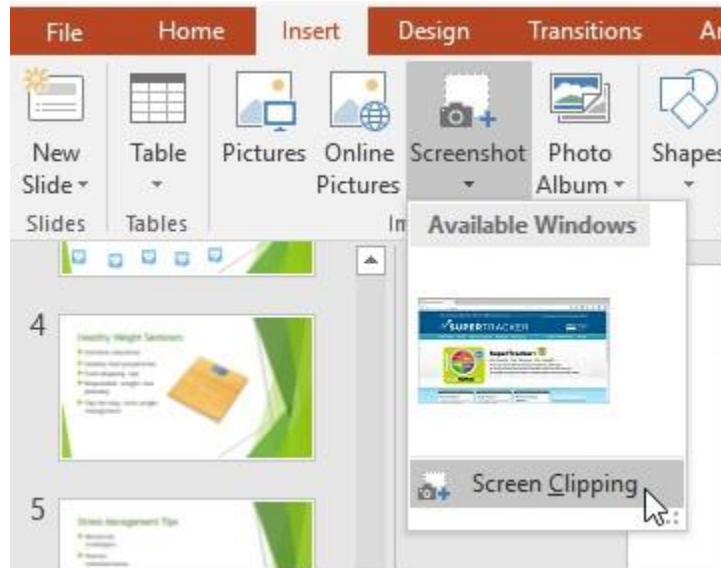 File Home Insert Design Transitions
New Slide
Table
Pictures
Online Pictures
Screenshot
Photo Album
Shapes
Slides Tables
Available Windows
SUPERTRACKER
SuperTracker:
4
Healthy Weight Seminars
Screen Clipping
5
Stress Management Tips